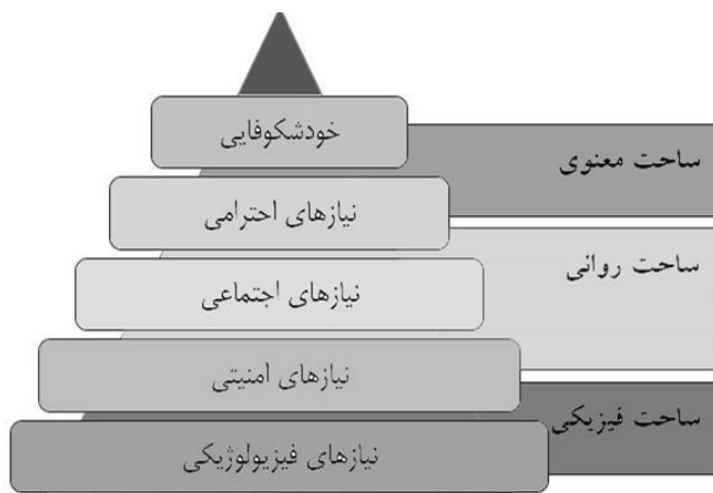 خودشکوفایی
ساحت معنوی
نیازهای احترامی
ساحت روانی
نیازهای اجتماعی
نیازهای امنیتی
ساحت فیزیکی
نیازهای فیزیولوژیکی